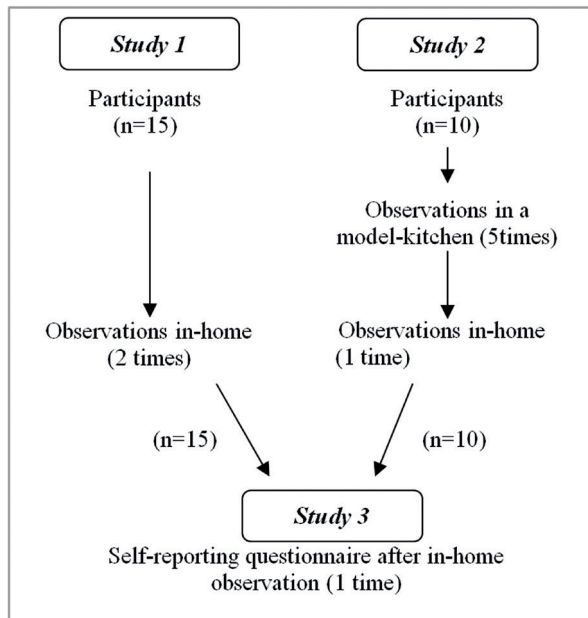 Study 1
Participants
(n=15)
Observations in-home
(2 times)
(n=15)
Study 2
Participants
(n=10)
Observations in a
model-kitchen (5times)
Observations in-home
(1 time)
(n=10)
Study 3
Self-reporting questionnaire after in-home
observation (1 time)